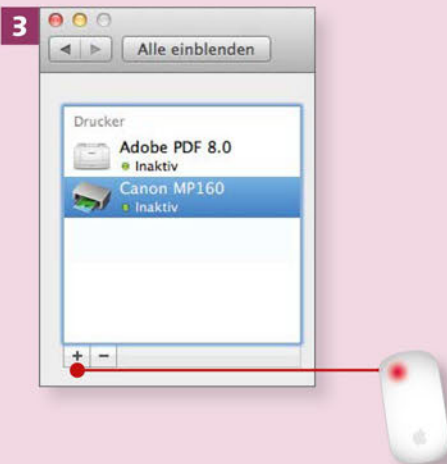 3
Alle einblenden
Drucker
Adobe PDF 8.0
Inaktiv
Canon MP160
Inaktiv